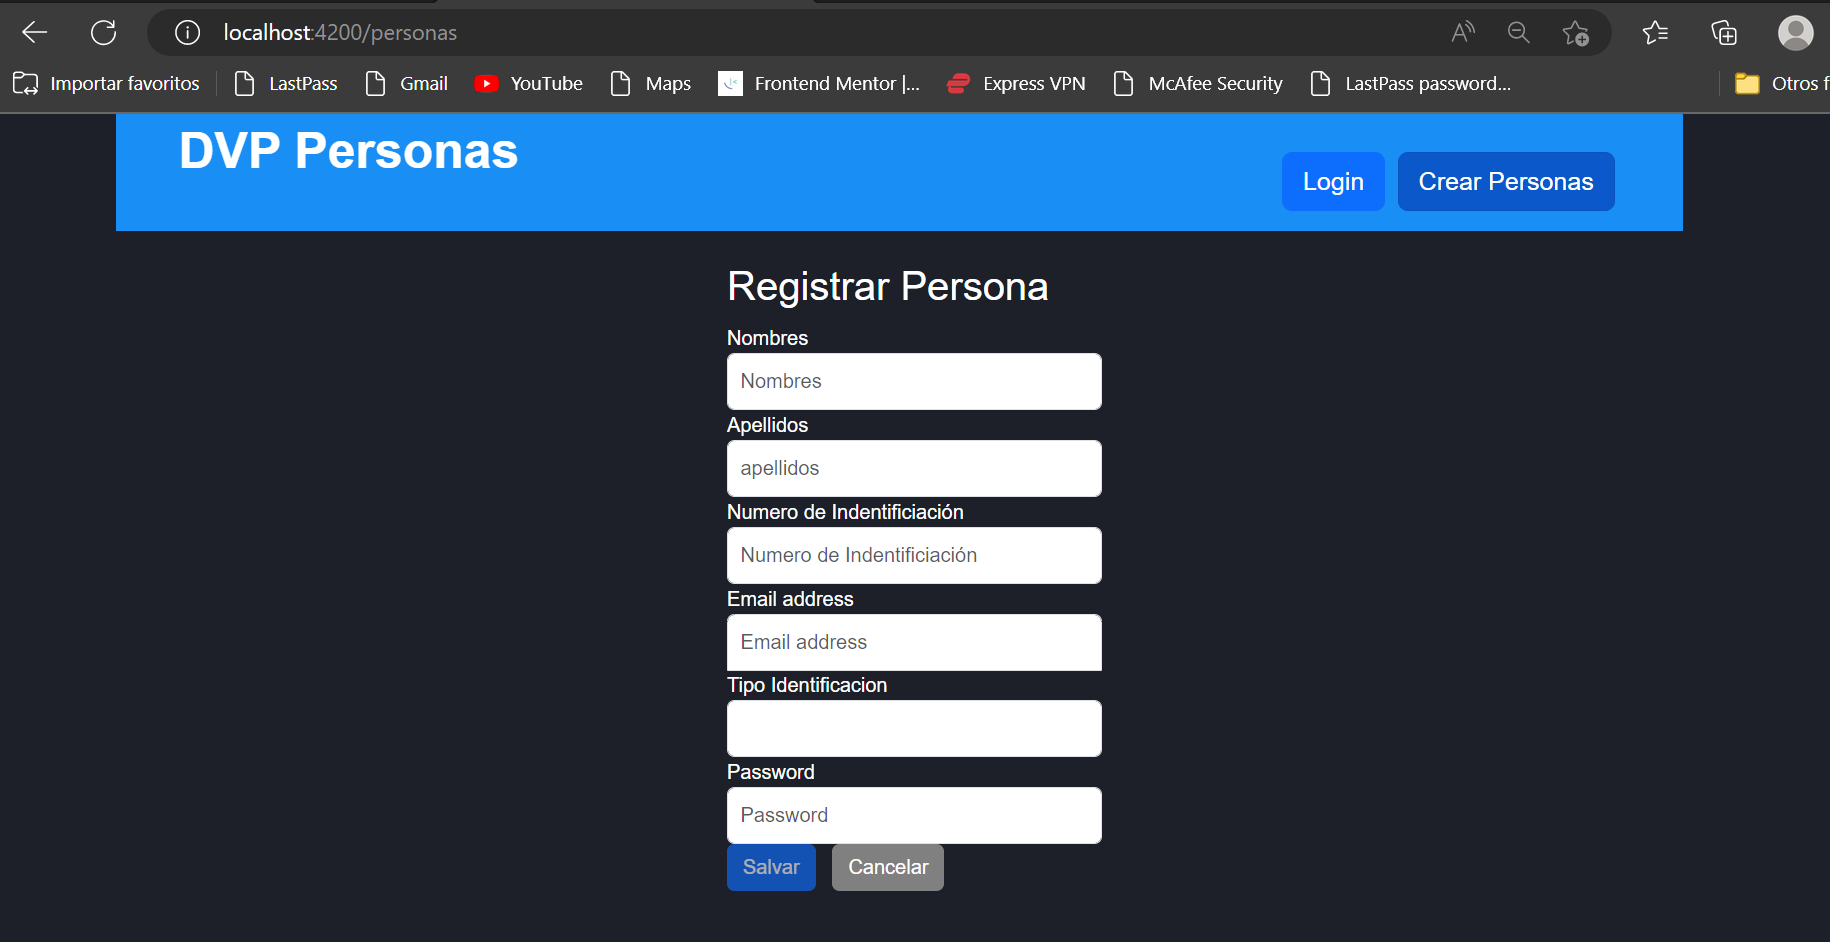 localhost:4200/personas
Importar favoritos LastPass Gmail YouTube Maps Frontend Mentor |... Express VPN McAfee Security LastPass password... Otros f
DVP Personas
Login Crear Personas
Registrar Persona
Nombres
Nombres
Apellidos
apellidos
Numero de Indentificiación
Numero de Indentificiación
Email address
Email address
Tipo Identificacion
Password
Password
Salvar Cancelar